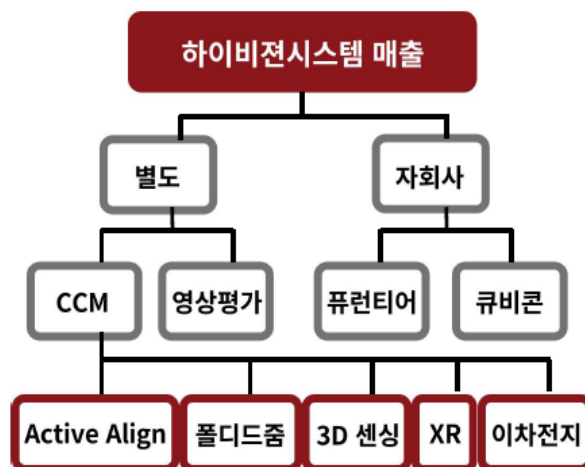 하이비젼시스템 매출
별도
자회사
CCM
영상평가
퓨런티어
큐비콘
Active Align
폴디드줌
3D 센싱
XR
이차전지